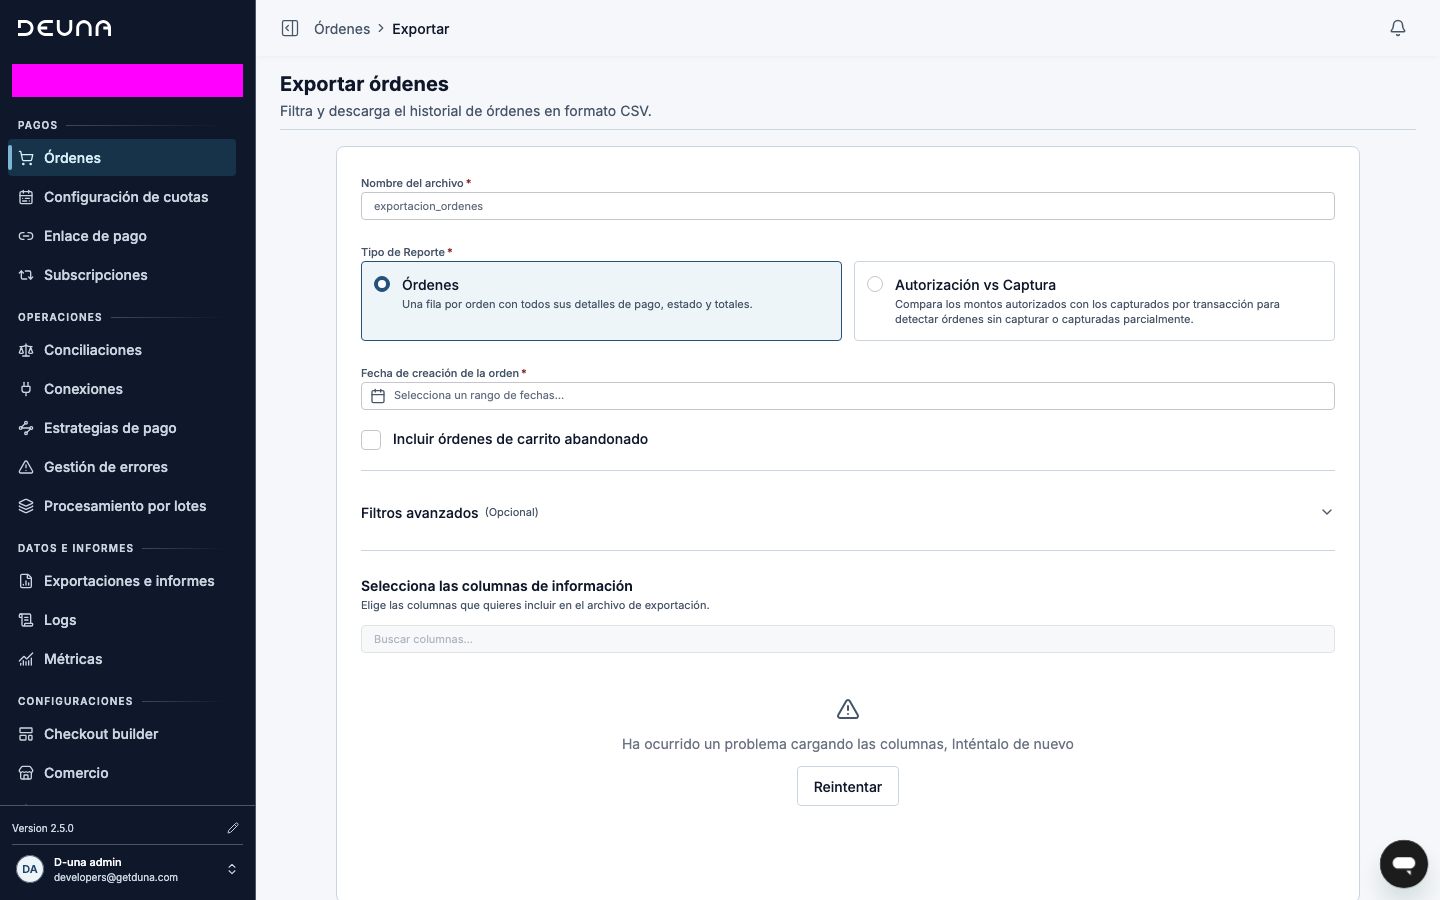 DEUNA
Órdenes > Exportar
Exportar órdenes
Filtra y descarga el historial de órdenes en formato CSV.
PAGOS
Órdenes
Configuración de cuotas
Enlace de pago
Subscripciones
OPERACIONES
Conciliaciones
Conexiones
Estrategias de pago
Gestión de errores
Procesamiento por lotes
DATOS E INFORMES
Exportaciones e informes
Logs
Métricas
CONFIGURACIONES
Checkout builder
Comercio
Version 2.5.0
DA
D-una admin
developers@getduna.com
Nombre del archivo *
exportacion_ordenes
Tipo de Reporte *
Órdenes
Una fila por orden con todos sus detalles de pago, estado y totales.
Autorización vs Captura
Compara los montos autorizados con los capturados por transacción para
detectar órdenes sin capturar o capturadas parcialmente.
Fecha de creación de la orden *
Selecciona un rango de fechas...
Incluir órdenes de carrito abandonado
Filtros avanzados (Opcional)
Selecciona las columnas de información
Elige las columnas que quieres incluir en el archivo de exportación.
Buscar columnas...
Ha ocurrido un problema cargando las columnas, Inténtalo de nuevo
Reintentar